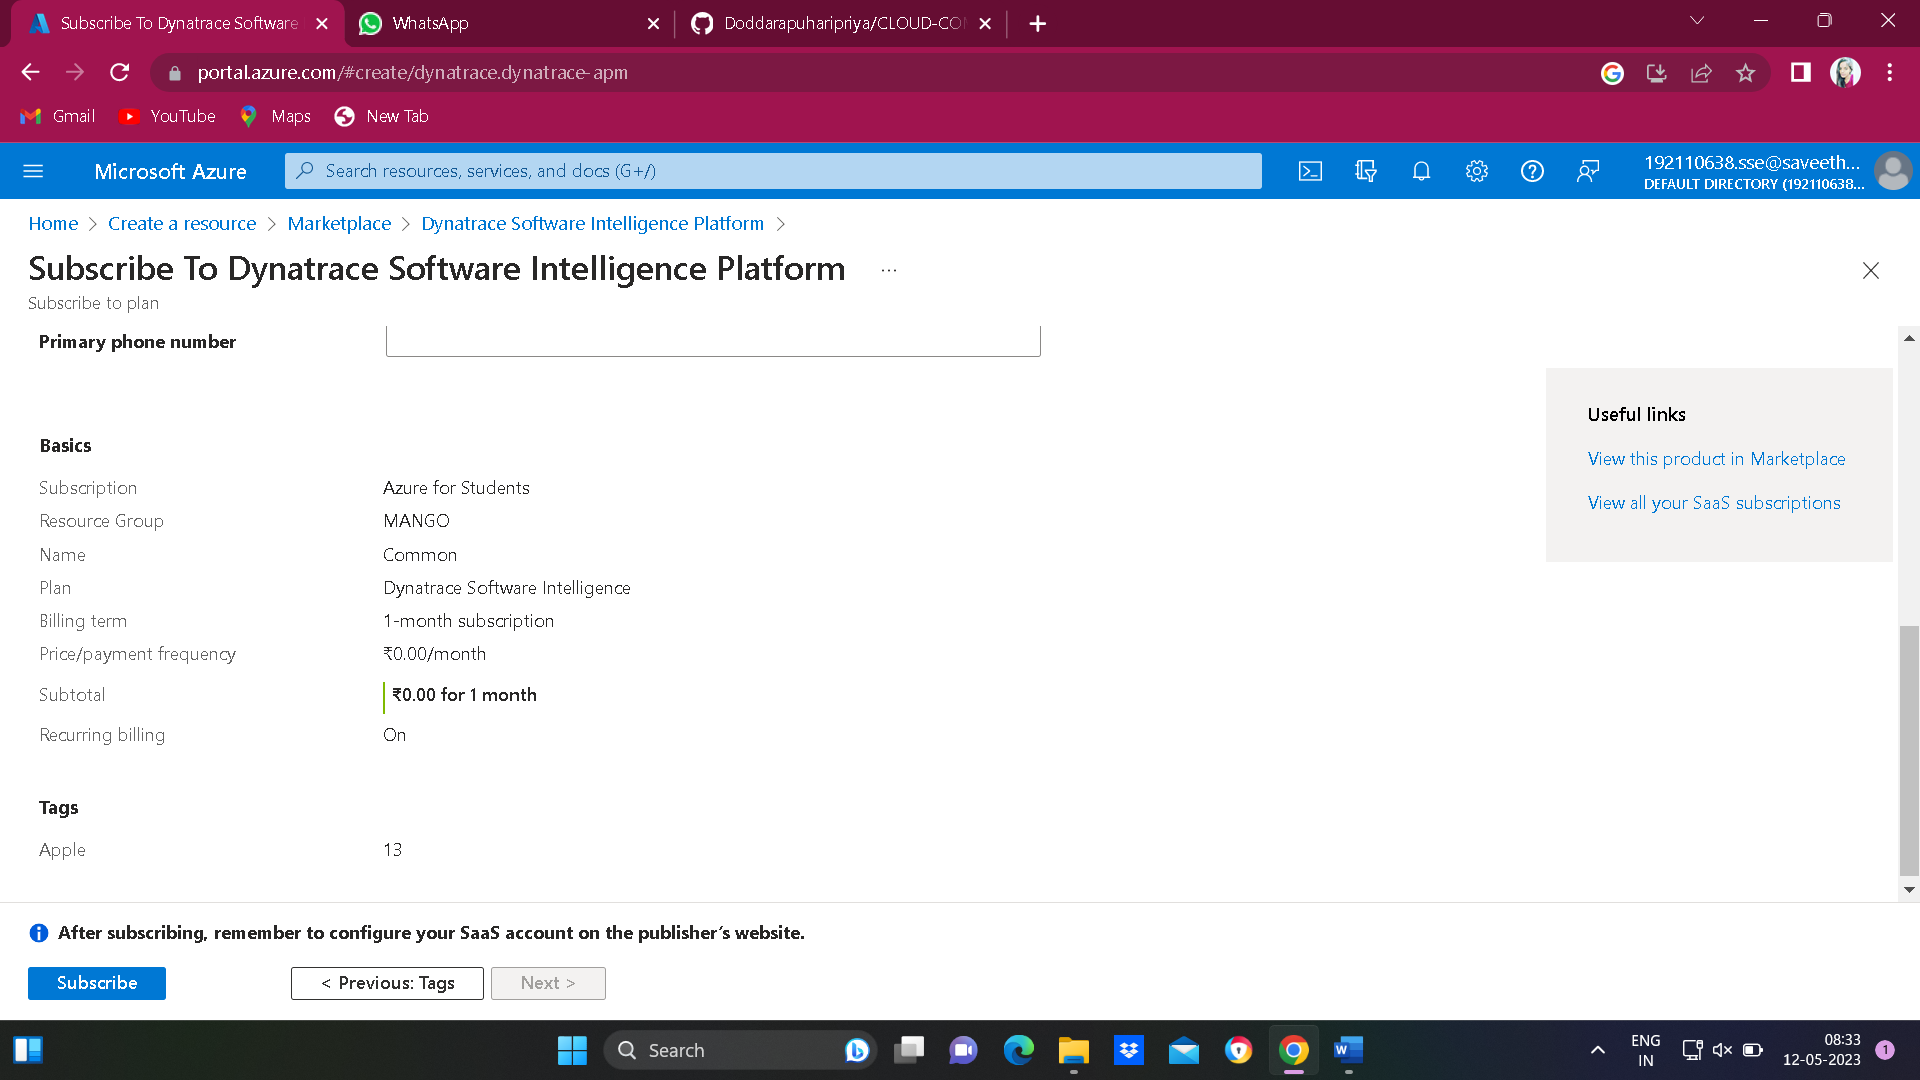 Subscribe To Dynatrace Software
WhatsApp
Doddarapuharipriya/CLOUD-COM
portal.azure.com/#create/dynatrace.dynatrace-apm
Gmail
YouTube
Maps
New Tab
Microsoft Azure
Search resources, services, and docs (G+/)
192110638.sse@saveeth...
DEFAULT DIRECTORY (192110638...
Home > Create a resource > Marketplace > Dynatrace Software Intelligence Platform >
Subscribe To Dynatrace Software Intelligence Platform ...
Subscribe to plan
Primary phone number
Useful links
View this product in Marketplace
View all your SaaS subscriptions
Basics
Subscription Azure for Students
Resource Group MANGO
Name Common
Plan Dynatrace Software Intelligence
Billing term 1-month subscription
Price/payment frequency ₹0.00/month
Subtotal ₹0.00 for 1 month
Recurring billing On
Tags
Apple 13
After subscribing, remember to configure your SaaS account on the publisher's website.
Subscribe
< Previous: Tags
Next >
Search
ENG
IN
08:33
12-05-2023
1